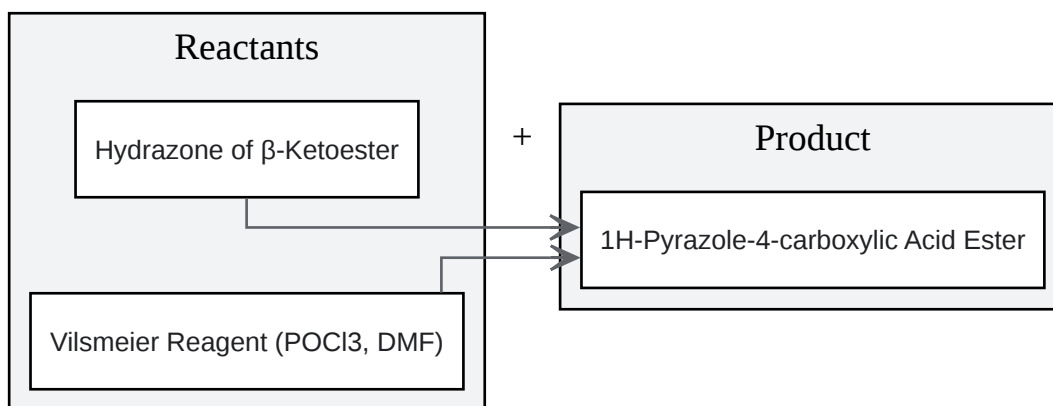 Reactants
Hydrazone of β-Ketoester
Vilsmeier Reagent (POCl3, DMF)
+
Product
1H-Pyrazole-4-carboxylic Acid Ester